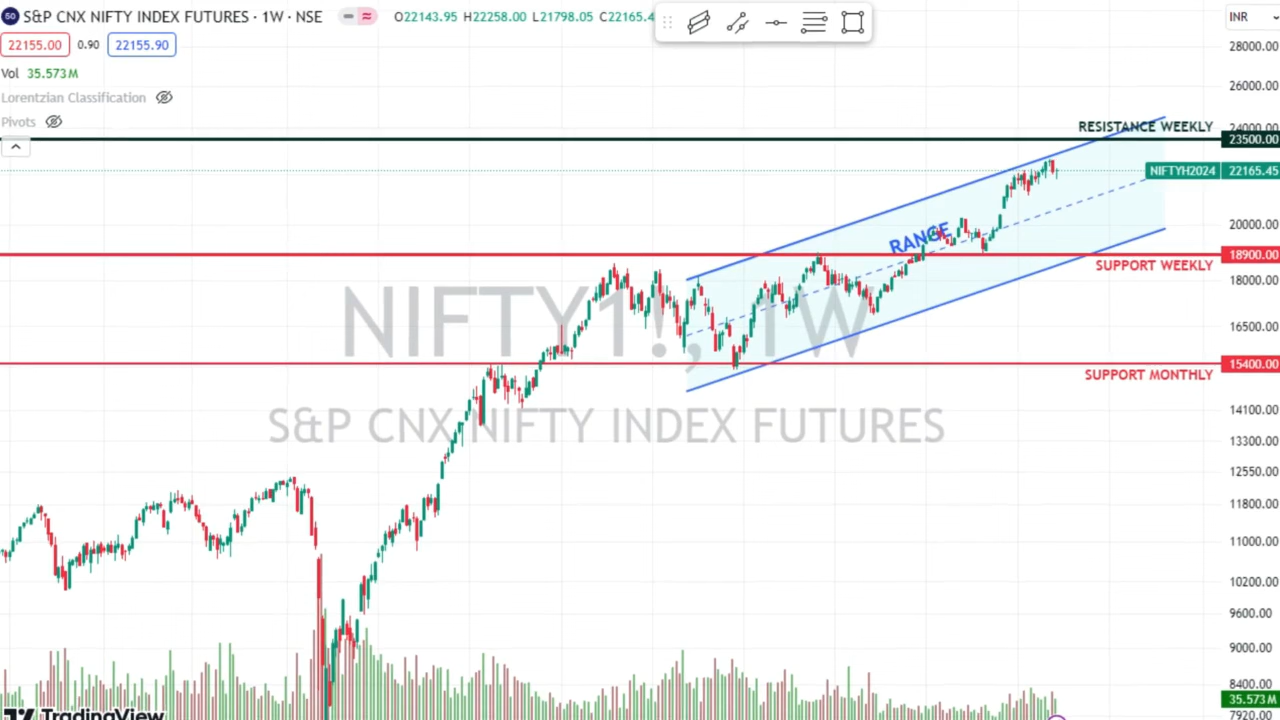 50 S&P CNX NIFTY INDEX FUTURES · 1W · NSE O22143.95 H22258.00 L21798.05 C22165.4
INR
22155.00 0.90 22155.90
Vol 35.573M
Lorentzian Classification
Pivots
28000.00
26000.00
24000.00
RESISTANCE WEEKLY
23500.00
NIFTYH2024 22165.45
20000.00
RANGE
18900.00
SUPPORT WEEKLY
18000.00
NIFTY1!, 1W
16500.00
15400.00
SUPPORT MONTHLY
14100.00
S&P CNX NIFTY INDEX FUTURES
13300.00
12550.00
11800.00
11000.00
10200.00
9600.00
9000.00
8400.00
35.573M
7920.00
TradingView